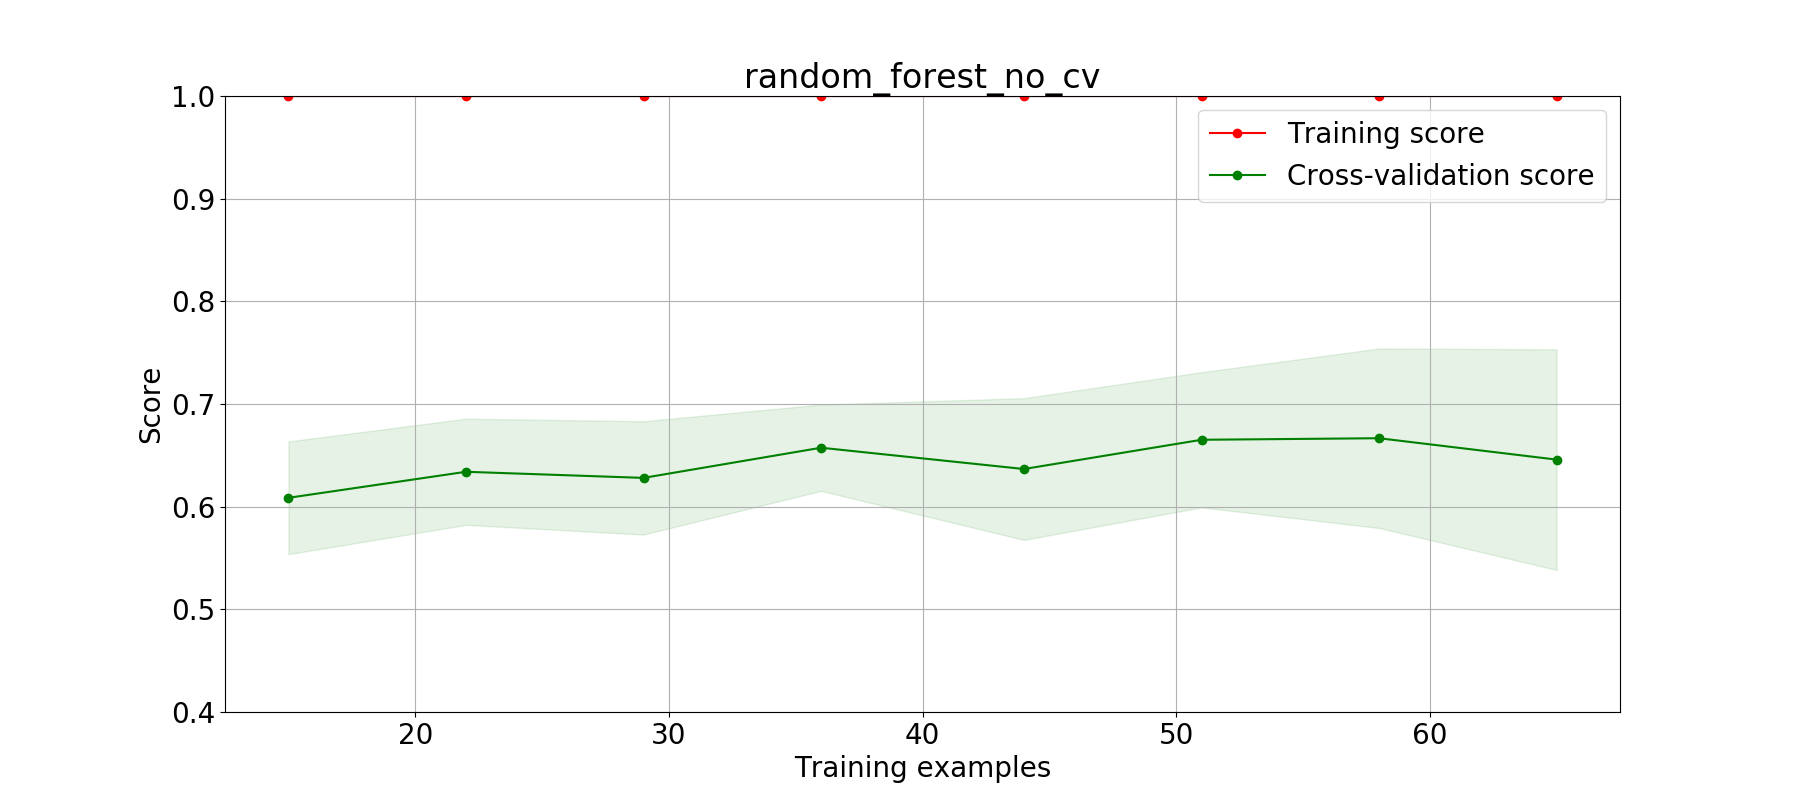 random_forest_no_cv
1.0
0.9
0.8
0.7
0.6
0.5
0.4
Score
Training score
Cross-validation score
20 30 40 50 60
Training examples